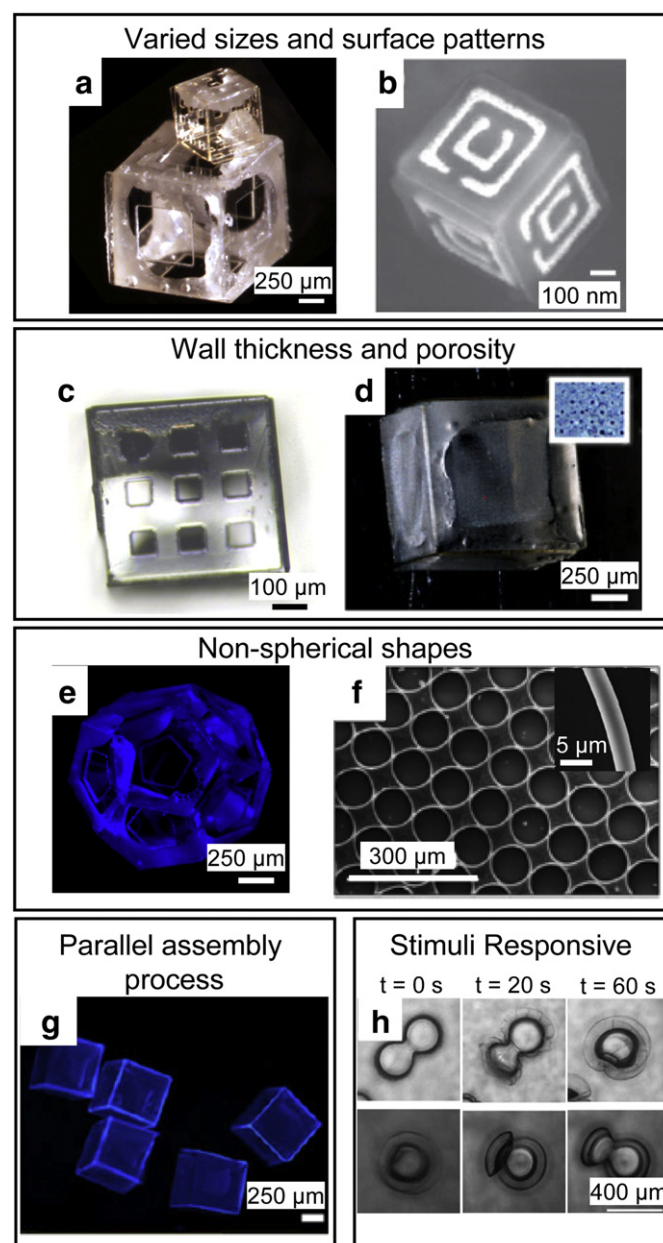 Varied sizes and surface patterns
a
b
250 µm
100 nm
Wall thickness and porosity
c
d
100 µm
250 µm
Non-spherical shapes
e
f
5 µm
250 µm
300 µm
Parallel assembly
process
g
250 µm
Stimuli Responsive
t = 0 s t = 20 s t = 60 s
h
400 µm